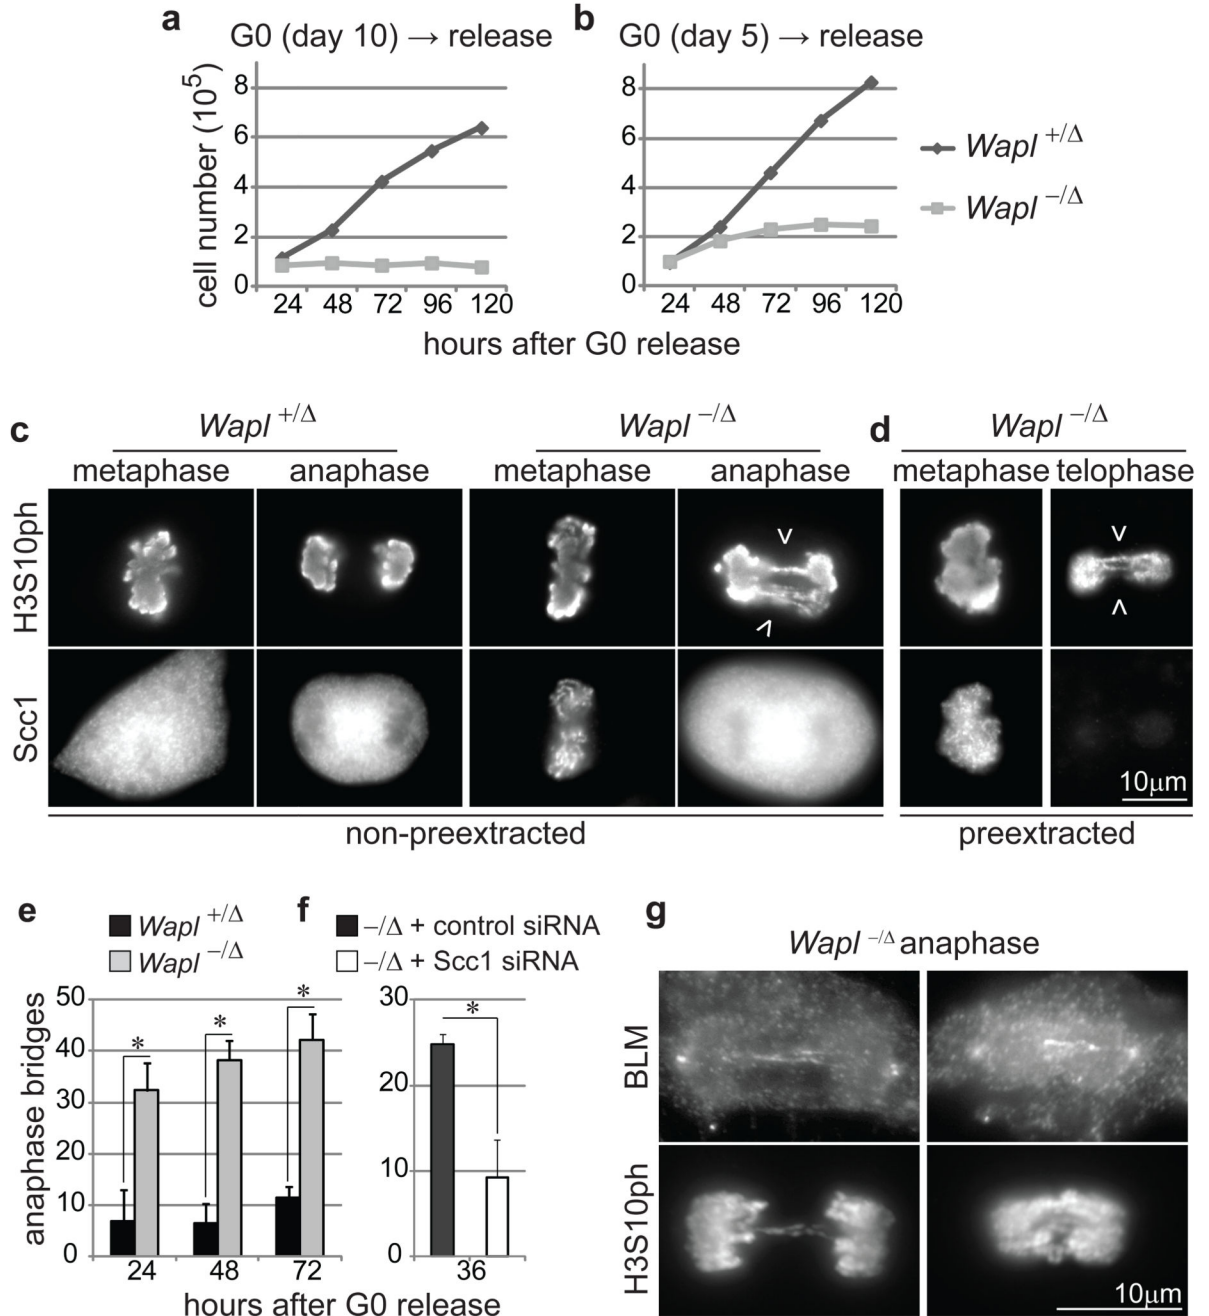 a
G0 (day 10) → release
b
G0 (day 5) → release
cell number (10⁵)
8
6
4
2
0
24 48 72 96 120
8
6
4
2
0
24 48 72 96 120
hours after G0 release
Wapl +/Δ
Wapl −/Δ
c
Wapl +/Δ
Wapl −/Δ
metaphase anaphase metaphase anaphase
d
Wapl −/Δ
metaphase telophase
H3S10ph
>
>
>
>
Scc1
10µm
non-preextracted
preextracted
e
Wapl +/Δ
Wapl −/Δ
anaphase bridges
50
40
30
20
10
0
* * *
24 48 72
f
−/Δ + control siRNA
−/Δ + Scc1 siRNA
30
20
10
0
*
36
hours after G0 release
g
Wapl −/Δ anaphase
BLM
H3S10ph
10µm